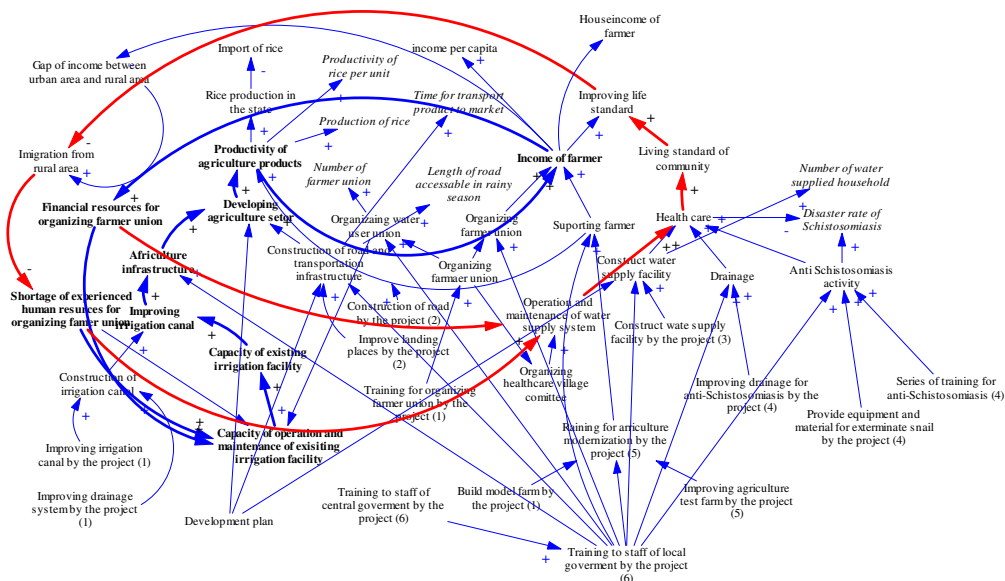 Houseincome of
farmer
Gap of income between
urban area and rural area
Import of rice
Productivity of
rice per unit
income per capita
Rice production in
the state
Time for transport
product to market
Improving life
standard
Production of rice
Imigration from
rural area
Productivity of
agriculture products
Income of farmer
Living standard of
community
Number of
farmer union
Length of road
accessable in rainy
season
Number of water
supplied household
Financial resources for
organizing farmer union
Developing
agriculture setor
Organizaing water
user union
Organizing
farmer union
Suporting farmer
Health care
Disaster rate of
Schistosomiasis
Africulture
infrastructure
Construction of road and
transportation
infrastructure
Organizing
farmaer union
Construct water
supply facility
Drainage
Anti Schistosomiasis
activity
Shortage of experienced
human resurces for
organizing famer union
Improving
irrigation canal
Construction of road
by the project (2)
Operation and
maintenance of water
supply system
Improve landing
places by the project
(2)
Construct wate supply
facility by the project (3)
Capacity of existing
irrigation facility
Construction of
irrigation canal
Training for organizing
farmer union by the
project (1)
Organizing
healthcare village
comittee
Improving drainage for
anti-Schistosomiasis by the
project (4)
Series of training for
anti-Schistosomiasis (4)
Provide equipment and
material for exterminate snail
by the project (4)
Capacity of operation and
maintenance of exisiting
irrigation facility
Raining for arriculture
modernization by the
project (5)
Improving irrigation
canal by the project (1)
Improving drainage
system by the project
(1)
Development plan
Training to staff of
central goverment by the
project (6)
Build model farm by
the project (1)
Improving agriculture
test farm by the project
(5)
Training to staff of local
goverment by the project
(6)